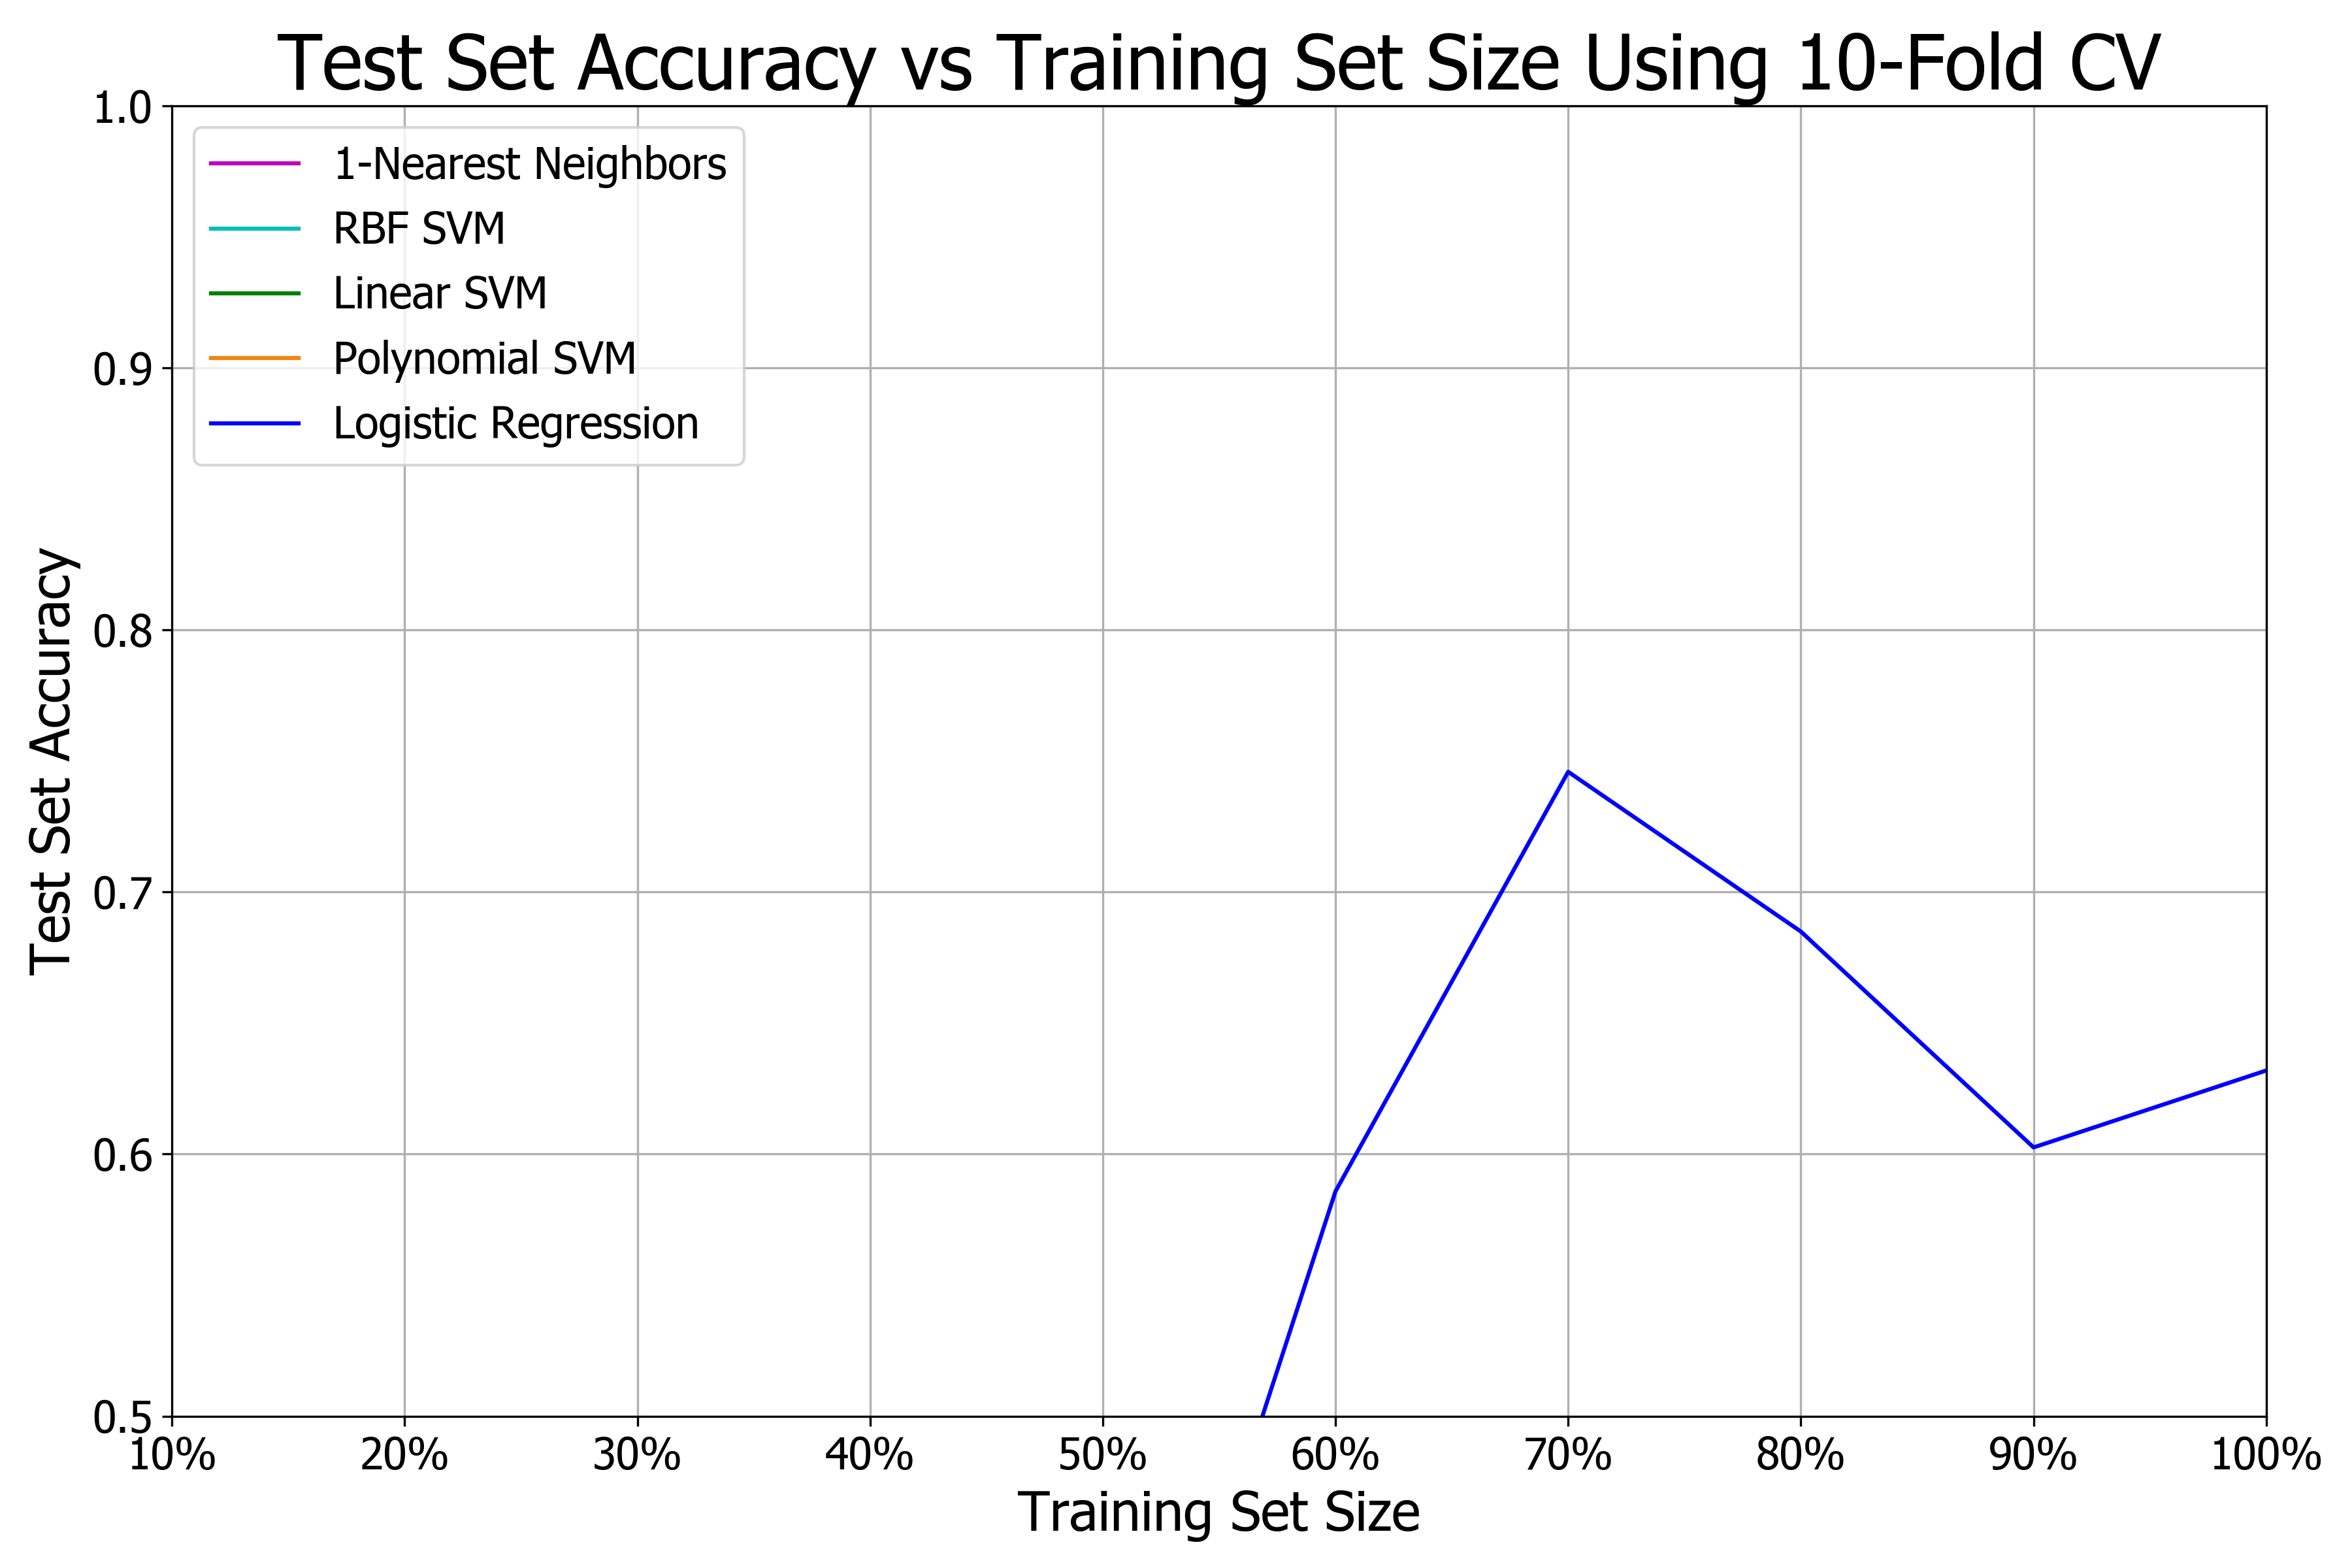 Test Set Accuracy vs Training Set Size Using 10-Fold CV
1.0
1-Nearest Neighbors
RBF SVM
Linear SVM
Polynomial SVM
Logistic Regression
0.9
0.8
0.7
0.6
0.5
Test Set Accuracy
10% 20% 30% 40% 50% 60% 70% 80% 90% 100%
Training Set Size